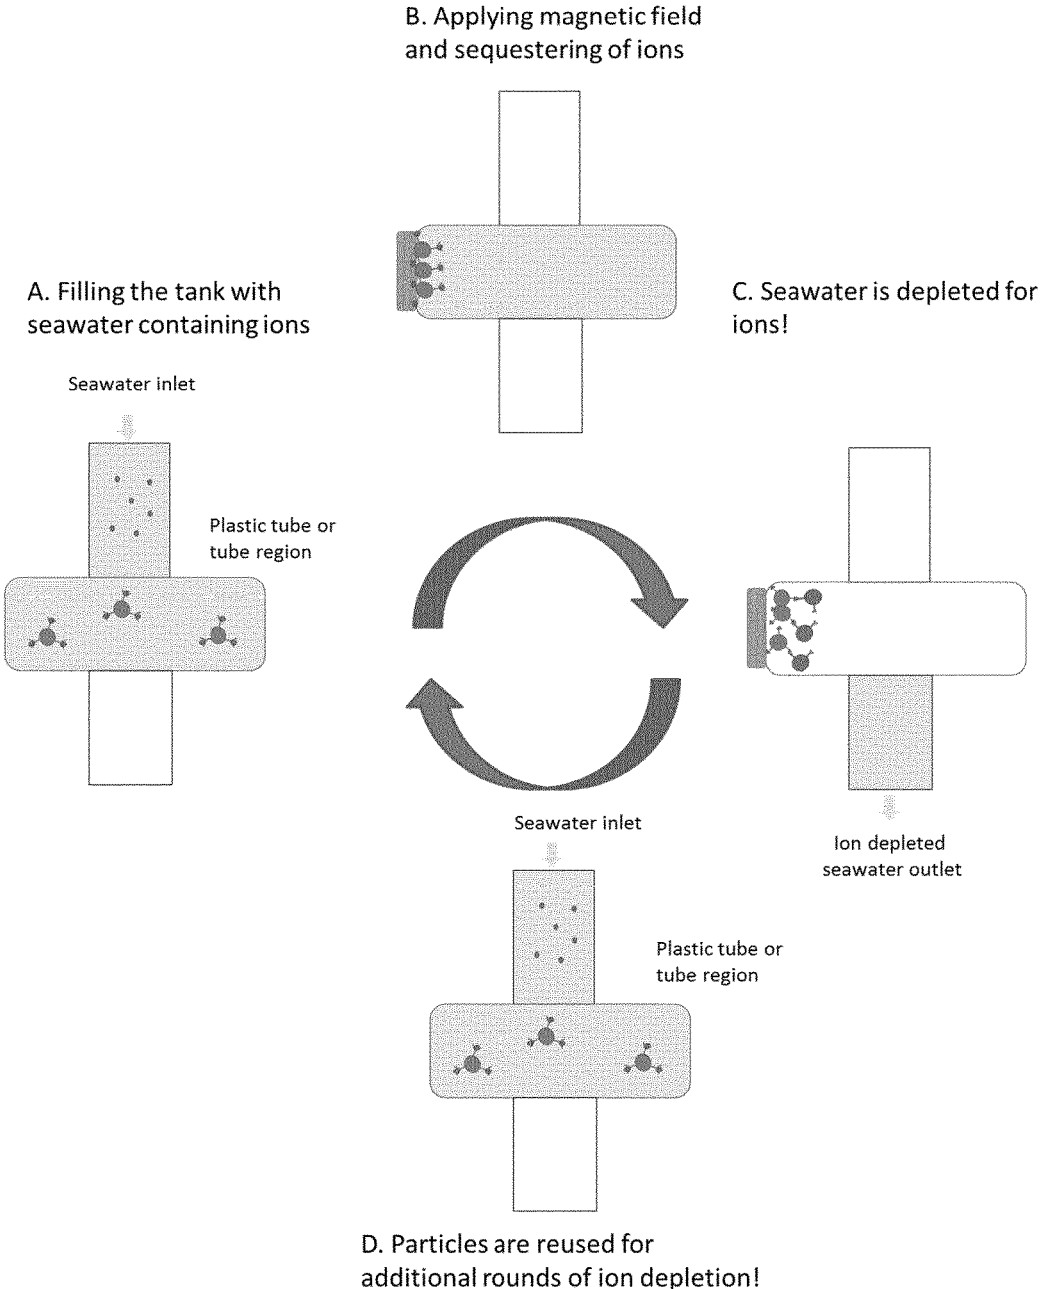 B. Applying magnetic field
and sequestering of ions
A. Filling the tank with
seawater containing ions
C. Seawater is depleted for
ions!
Seawater inlet
Plastic tube or
tube region
Seawater inlet
Ion depleted
seawater outlet
Plastic tube or
tube region
D. Particles are reused for
additional rounds of ion depletion!